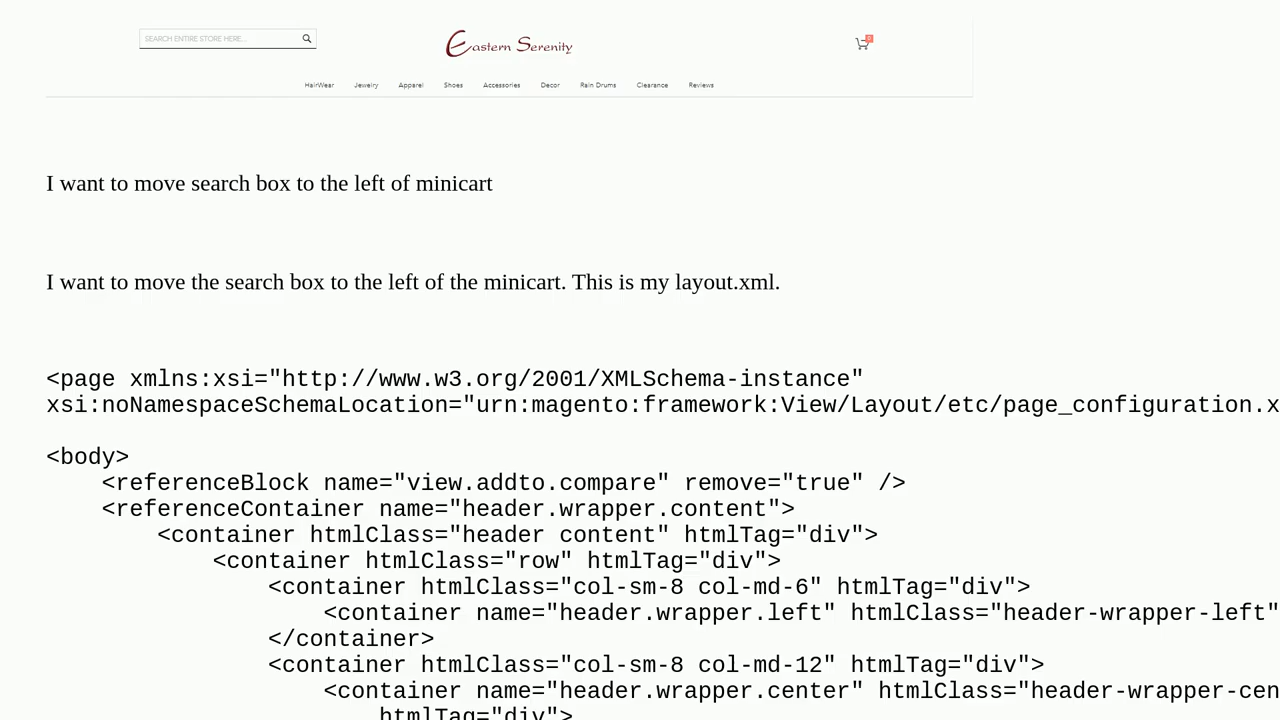 SEARCH ENTIRE STORE HERE...
Eastern Serenity
0
HairWear Jewelry Apparel Shoes Accessories Decor Rain Drums Clearance Reviews
I want to move search box to the left of minicart
I want to move the search box to the left of the minicart. This is my layout.xml.
<page xmlns:xsi="http://www.w3.org/2001/XMLSchema-instance"
xsi:noNamespaceSchemaLocation="urn:magento:framework:View/Layout/etc/page_configuration.x
<body>
<referenceBlock name="view.addto.compare" remove="true" />
<referenceContainer name="header.wrapper.content">
<container htmlClass="header content" htmlTag="div">
<container htmlClass="row" htmlTag="div">
<container htmlClass="col-sm-8 col-md-6" htmlTag="div">
<container name="header.wrapper.left" htmlClass="header-wrapper-left"
</container>
<container htmlClass="col-sm-8 col-md-12" htmlTag="div">
<container name="header.wrapper.center" htmlClass="header-wrapper-cen
htmlTag="div">